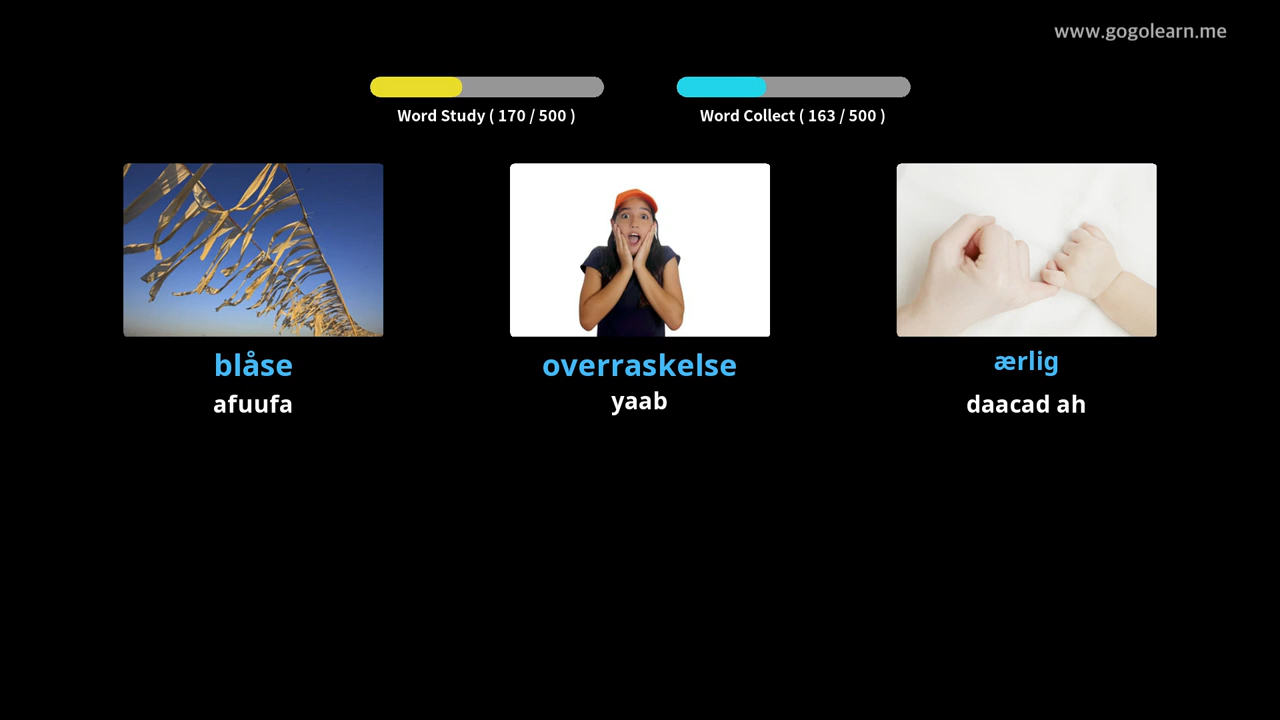 www.gogolearn.me
Word Study ( 170 / 500 )
Word Collect ( 163 / 500 )
blåse
afuufa
overraskelse
yaab
ærlig
daacad ah